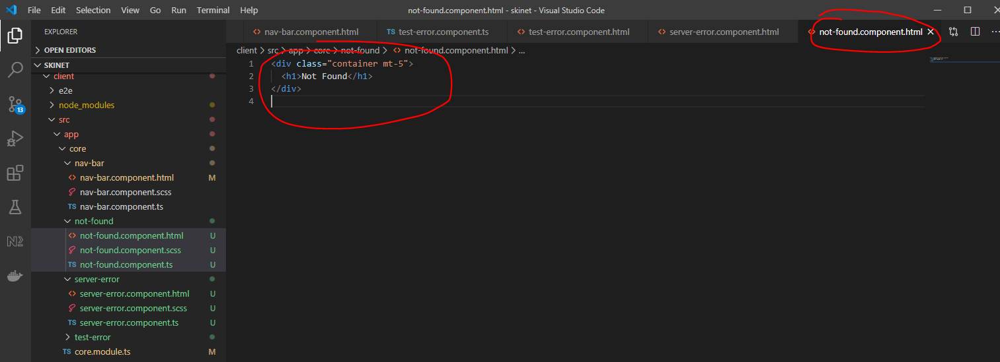 File Edit Selection View Go Run Terminal Help not-found.component.html - skinet - Visual Studio Code
EXPLORER
OPEN EDITORS
SKINET
client
e2e
node_modules
src
app
core
nav-bar
nav-bar.component.html M
nav-bar.component.scss
TS nav-bar.component.ts
not-found
not-found.component.html U
not-found.component.scss U
TS not-found.component.ts U
server-error
server-error.component.html U
server-error.component.scss U
TS server-error.component.ts U
test-error
TS core.module.ts M
13
N2
nav-bar.component.html TS test-error.component.ts test-error.component.html server-error.component.html not-found.component.html
client > src > app > core > not-found > not-found.component.html > ...
1 <div class="container mt-5">
2 <h1>Not Found</h1>
3 </div>
4